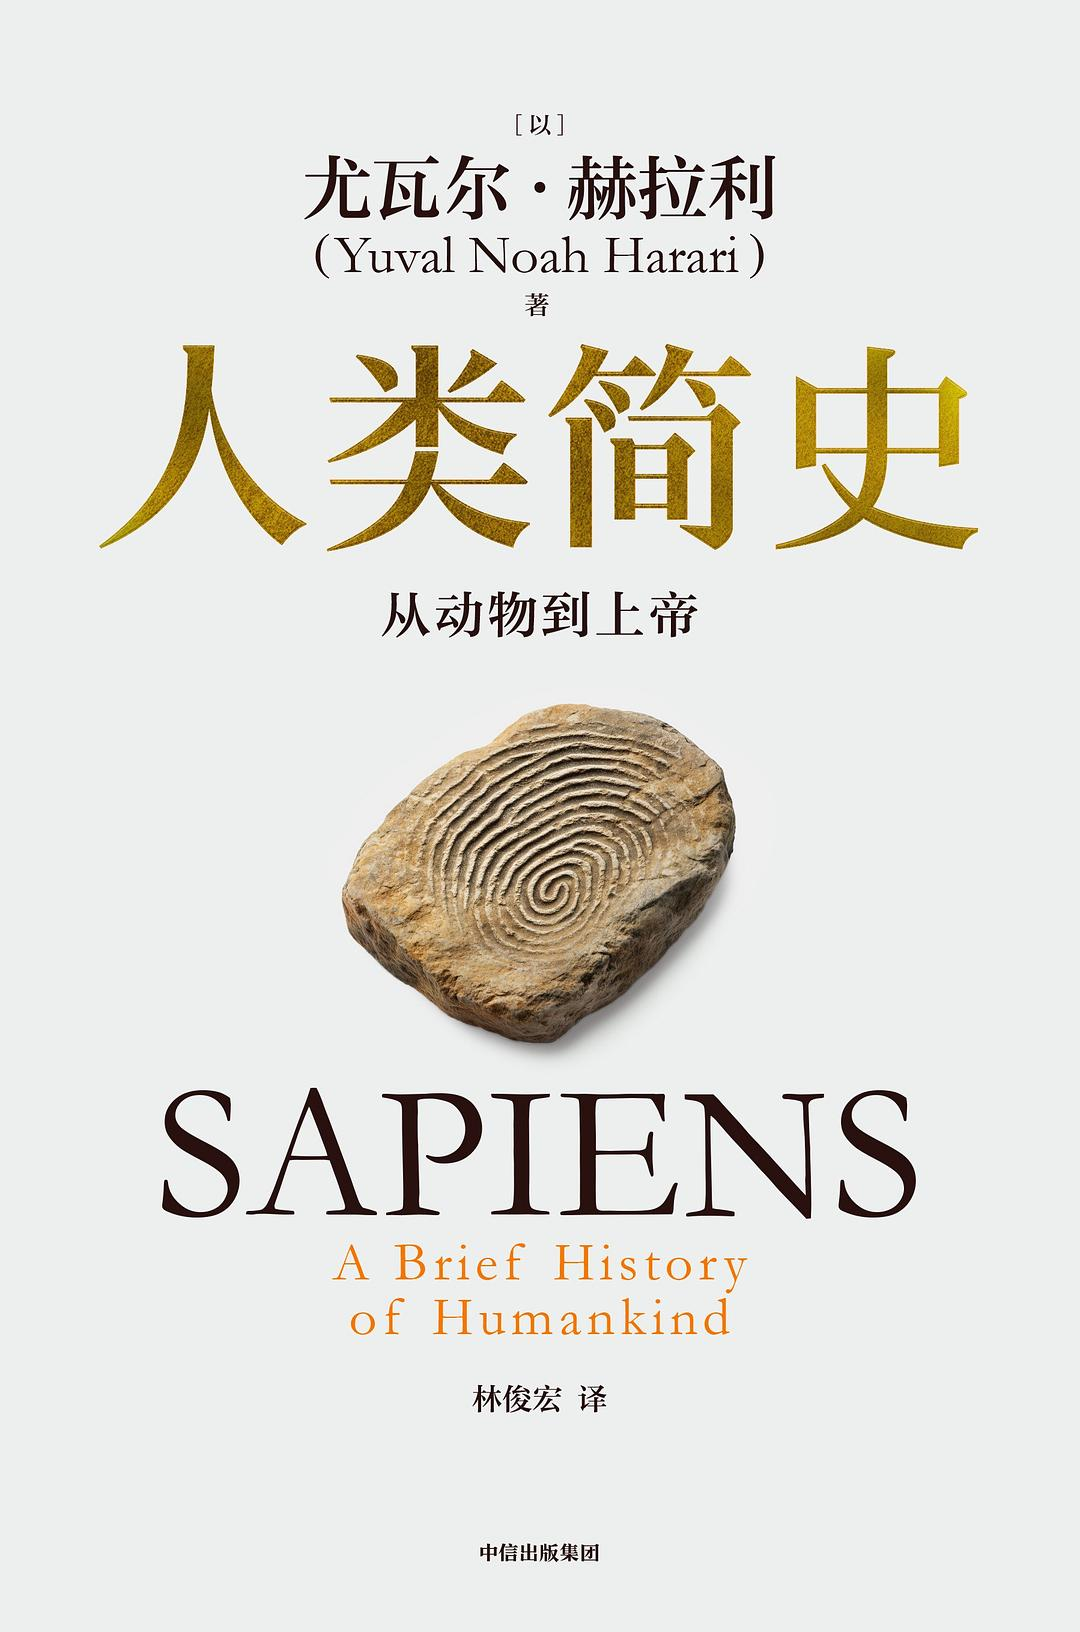 [以]
尤瓦尔·赫拉利
(Yuval Noah Harari)
著
人类简史
从动物到上帝
SAPIENS
A Brief History
of Humankind
林俊宏 译
中信出版集团